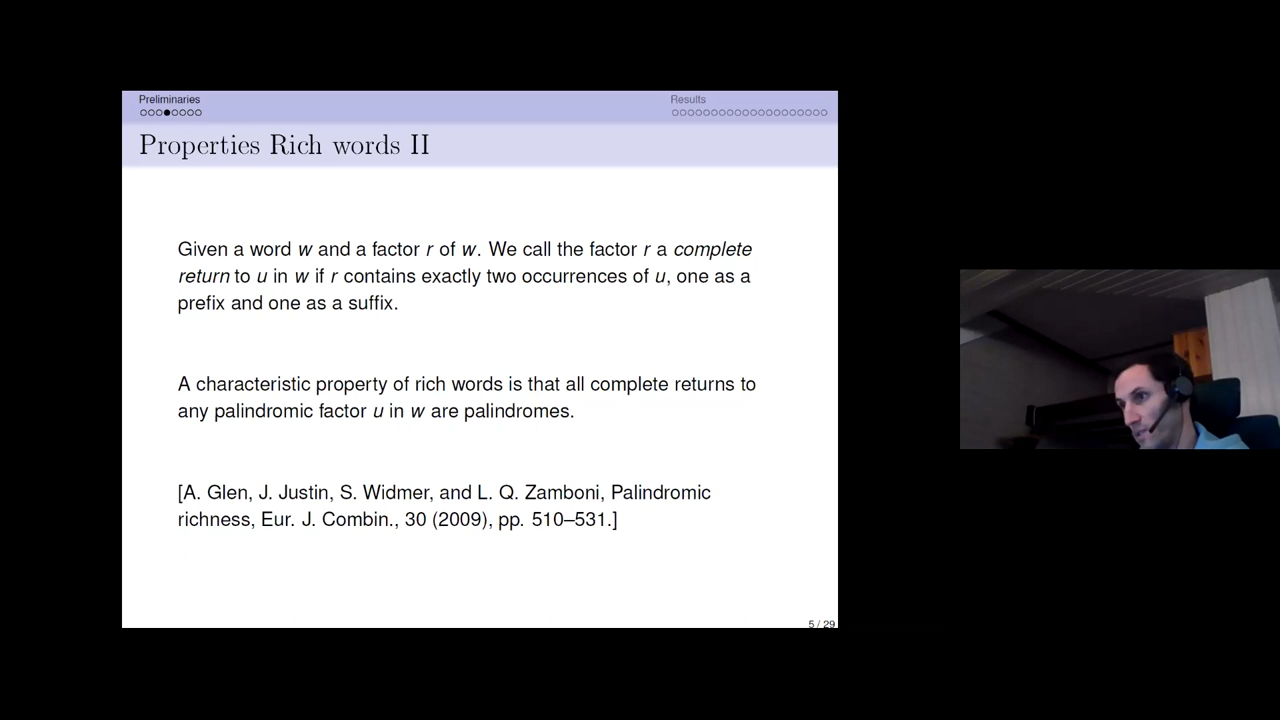 Preliminaries
Results
Properties Rich words II
Given a word w and a factor r of w. We call the factor r a complete
return to u in w if r contains exactly two occurrences of u, one as a
prefix and one as a suffix.
A characteristic property of rich words is that all complete returns to
any palindromic factor u in w are palindromes.
[A. Glen, J. Justin, S. Widmer, and L. Q. Zamboni, Palindromic
richness, Eur. J. Combin., 30 (2009), pp. 510–531.]
5 / 29